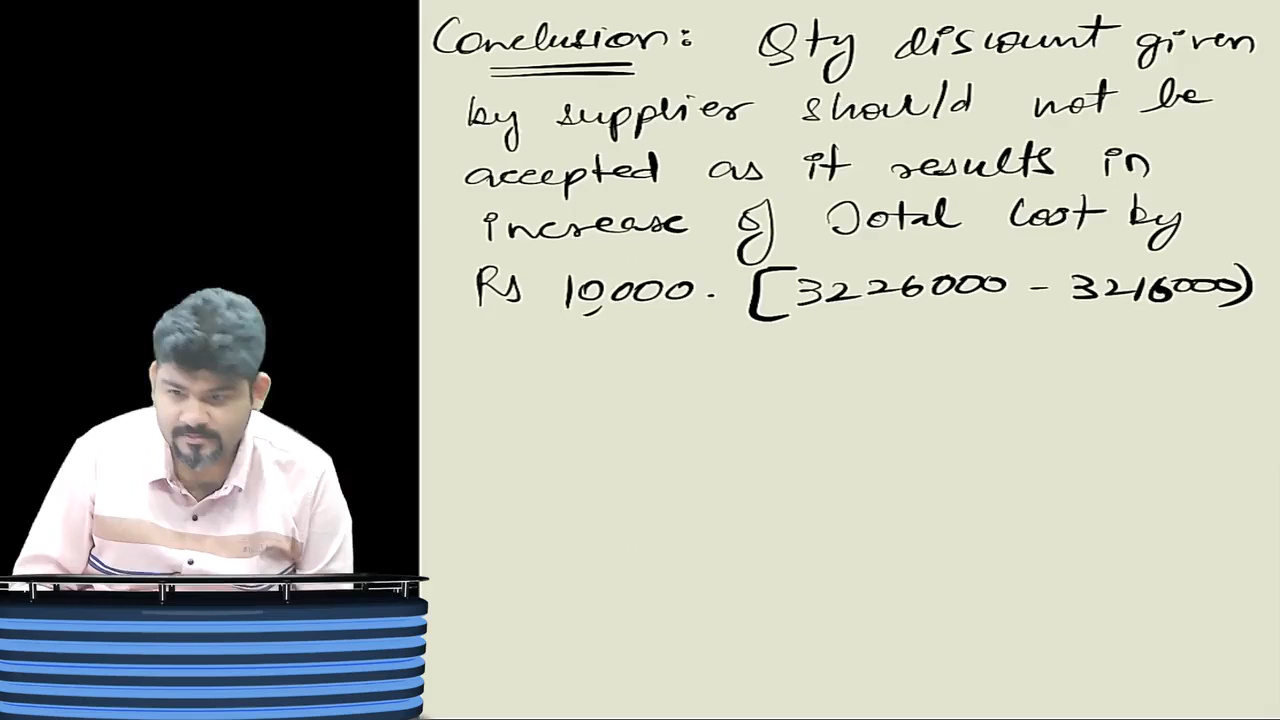 Conclusion: Qty discount given
by supplier should not be
accepted as it results in
increase of Total Cost by
Rs 10,000. [3226000 - 3216000)